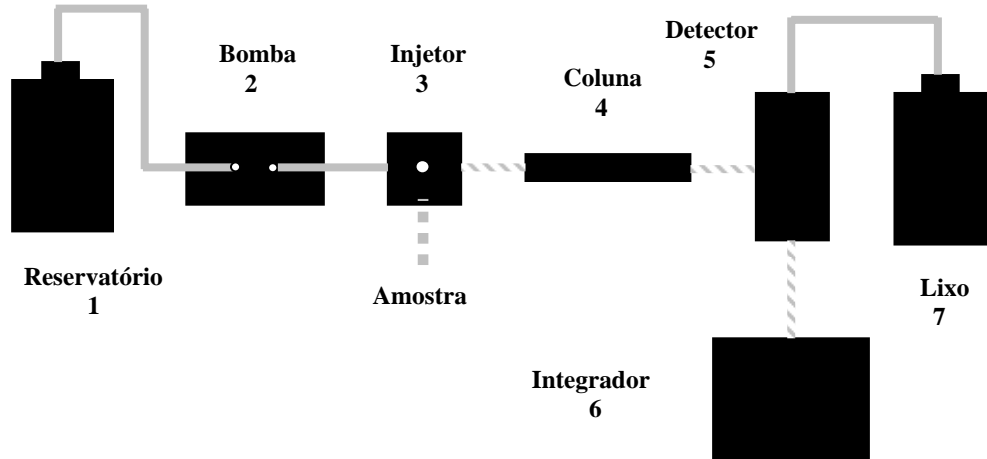 Reservatório
1
Bomba
2
Injetor
3
Amostra
Coluna
4
Detector
5
Integrador
6
Lixo
7